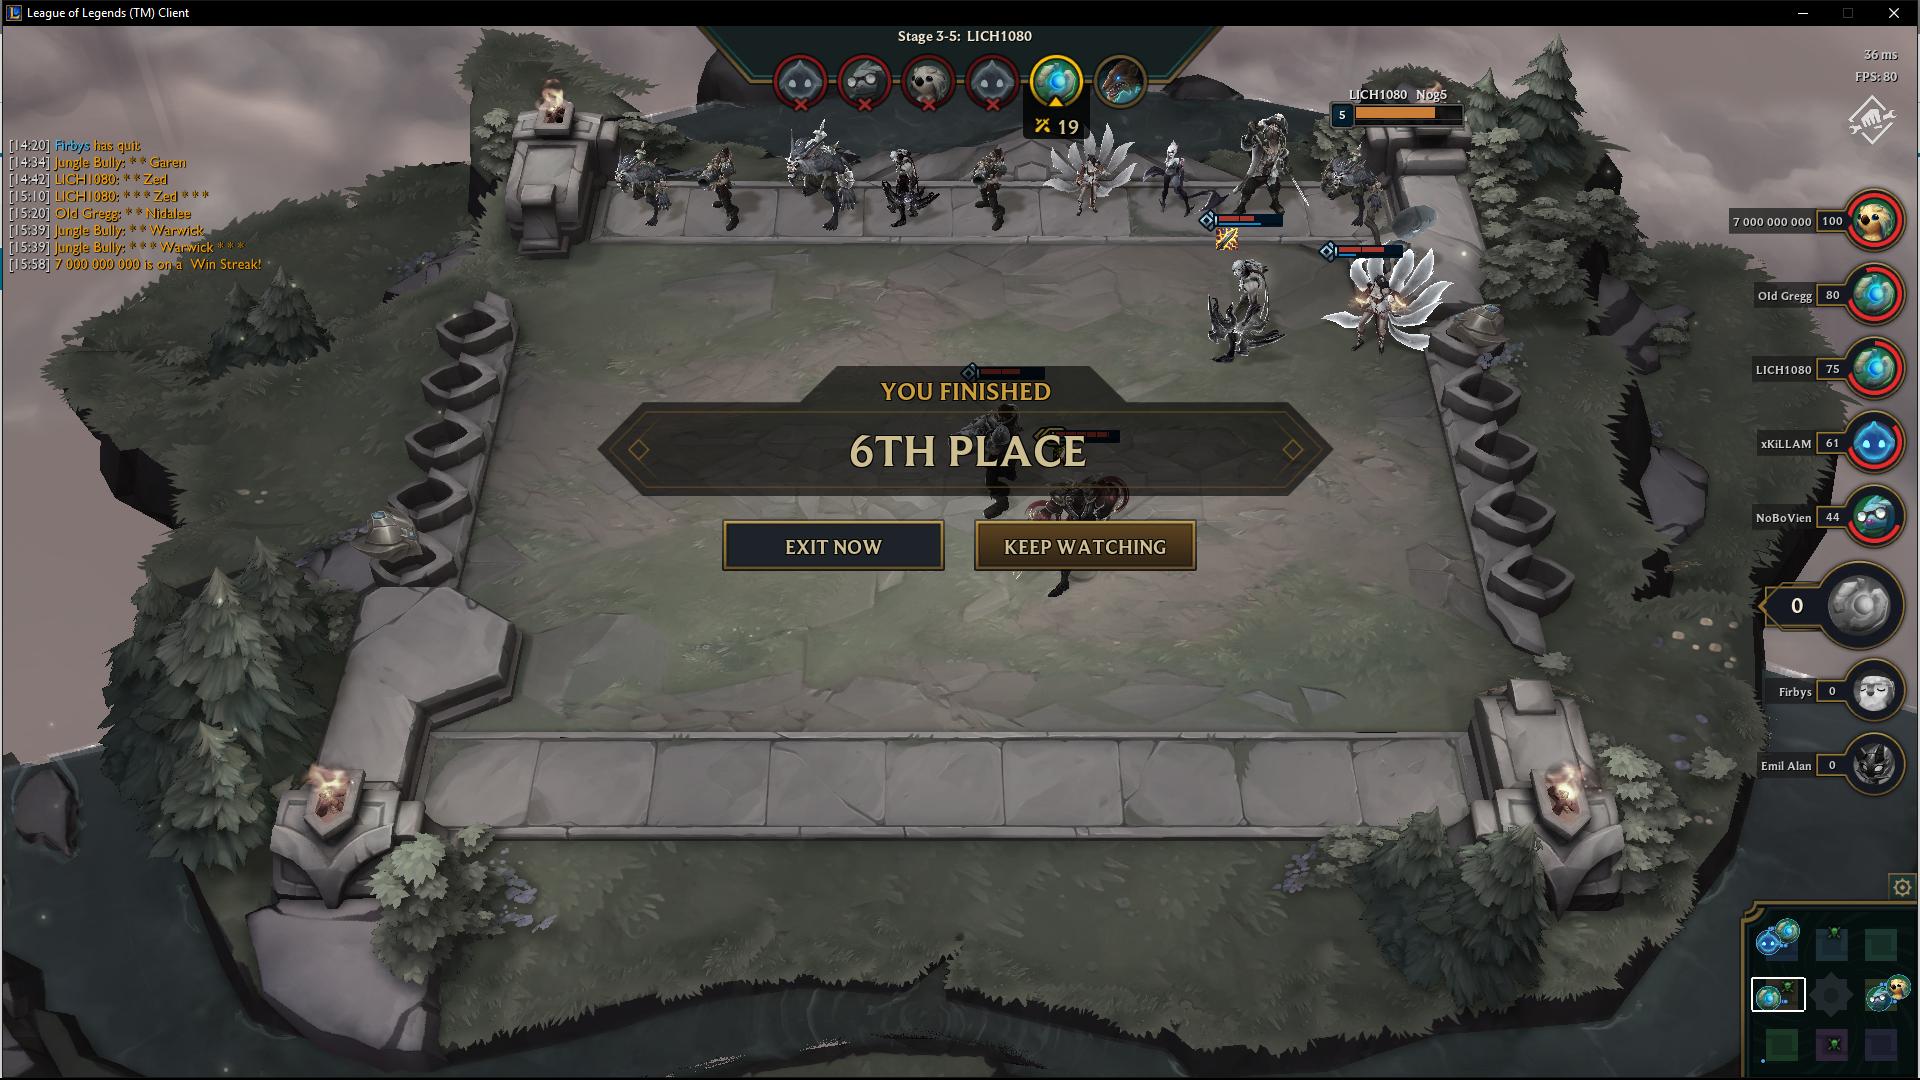 League of Legends (TM) Client
Stage 3-5: LICH1080
19
36 ms
FPS: 80
LICH1080 Nog5
5
[14:20] Firbys has quit
[14:34] Jungle Bully: * * Garen
[14:42] LICH1080: * * Zed
[15:10] LICH1080: * * * Zed * * *
[15:20] Old Gregg: * * Nidalee
[15:39] Jungle Bully: * * Warwick
[15:39] Jungle Bully: * * * Warwick * * *
[15:58] 7 000 000 000 is on a Win Streak!
7 000 000 000 100
Old Gregg 80
LICH1080 75
xKiLLAM 61
NoBoVien 44
0
Firbys 0
Emil Alan 0
YOU FINISHED
6TH PLACE
EXIT NOW
KEEP WATCHING